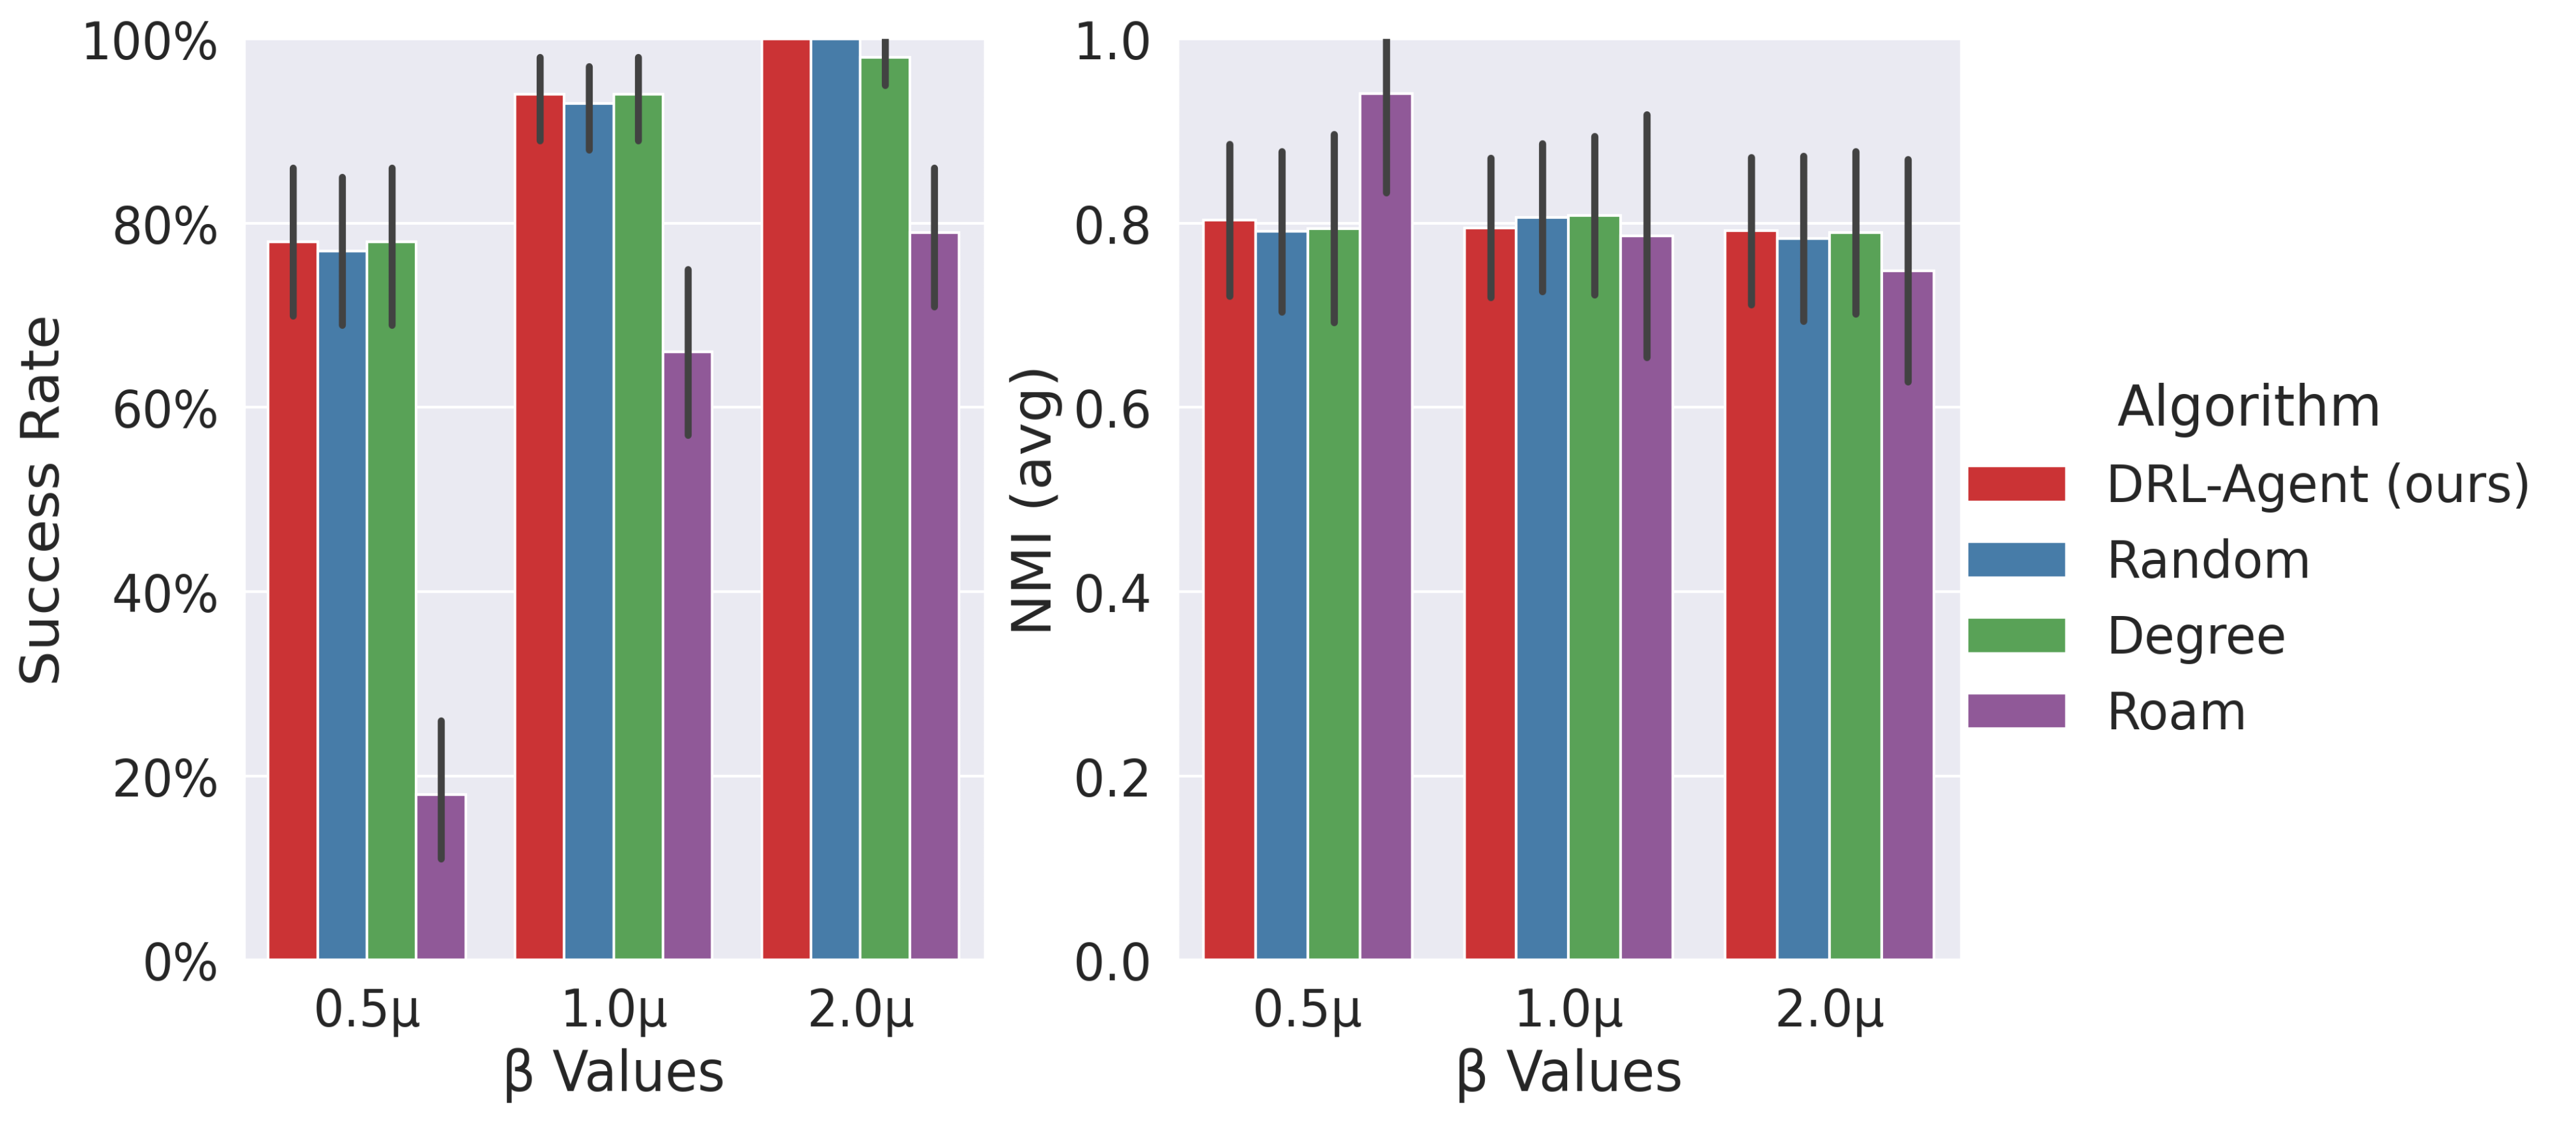 Success Rate
100%
80%
60%
40%
20%
0%
0.5μ 1.0μ 2.0μ
β Values
NMI (avg)
1.0
0.8
0.6
0.4
0.2
0.0
0.5μ 1.0μ 2.0μ
β Values
Algorithm
DRL-Agent (ours)
Random
Degree
Roam